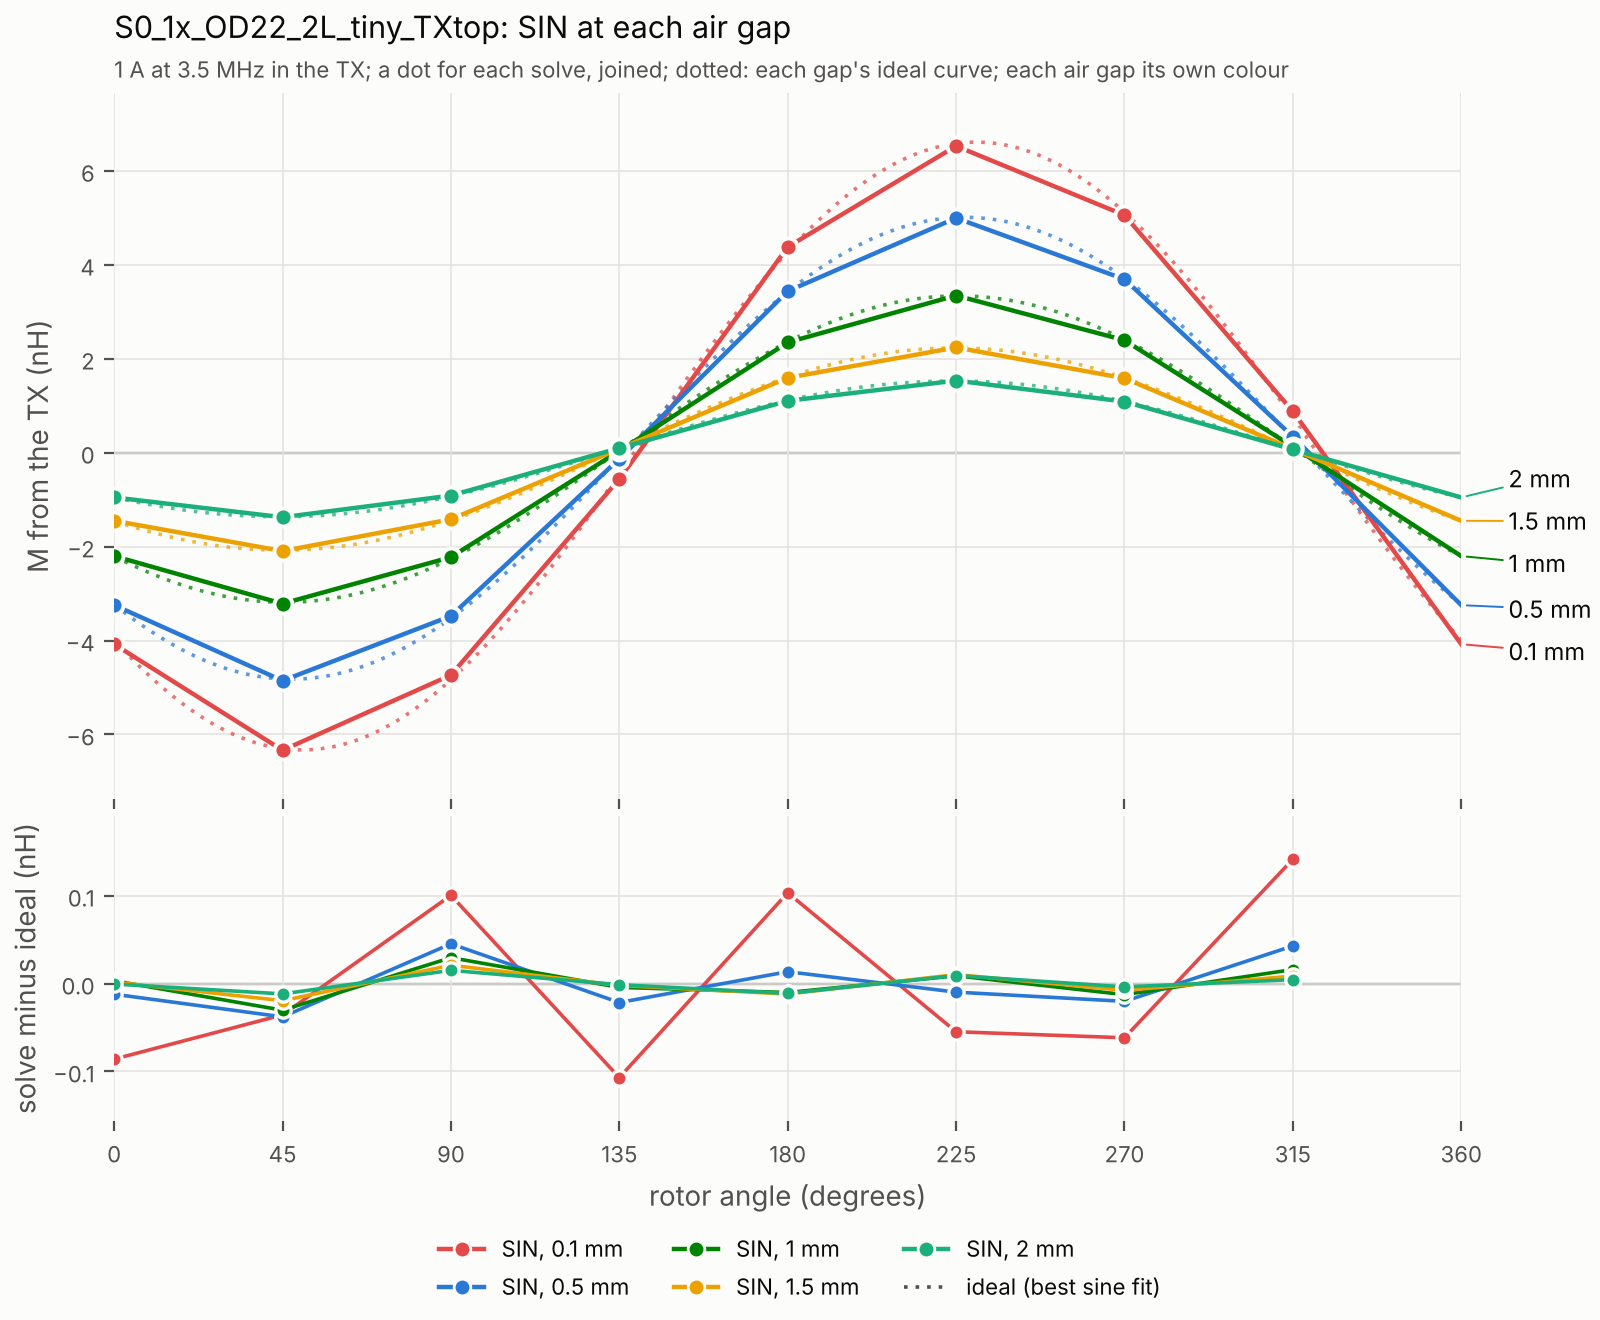 S0_1x_OD22_2L_tiny_TXtop: SIN at each air gap
1 A at 3.5 MHz in the TX; a dot for each solve, joined; dotted: each gap's ideal curve; each air gap its own colour
M from the TX (nH)
6
4
2
0
−2
−4
−6
2 mm
1.5 mm
1 mm
0.5 mm
0.1 mm
solve minus ideal (nH)
0.1
0.0
−0.1
0 45 90 135 180 225 270 315 360
rotor angle (degrees)
SIN, 0.1 mm SIN, 1 mm SIN, 2 mm
SIN, 0.5 mm SIN, 1.5 mm ideal (best sine fit)